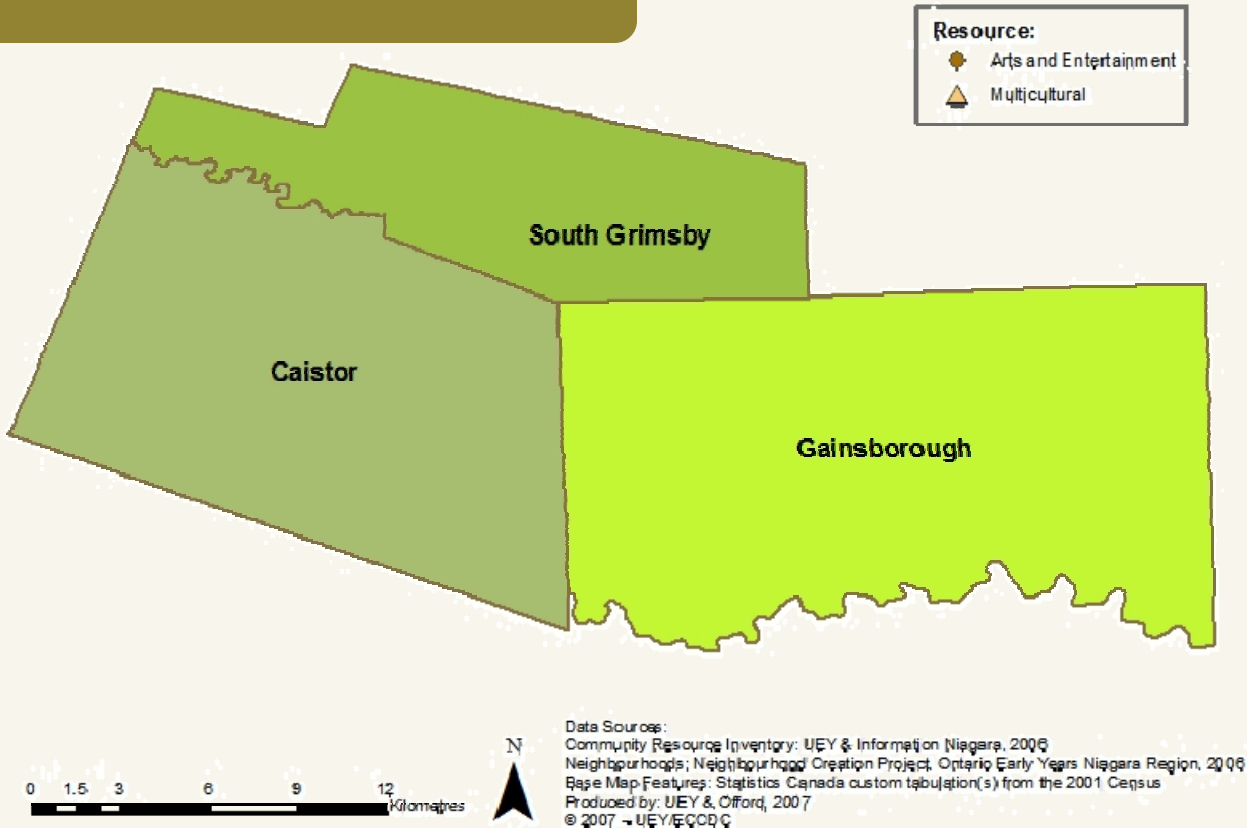 Resource:
Arts and Entertainment
Multicultural
South Grimsby
Caistor
Gainsborough
Data Sources:
Community Resource Inventory: UEY & Information Niagara, 2006
Neighbourhoods; Neighbourhood Creation Project, Ontario Early Years Niagara Region, 2006
Base Map Features: Statistics Canada custom tabulation(s) from the 2001 Census
Produced by: UEY & Offord, 2007
© 2007 - UEY/ECCDC
N
0 1.5 3 6 9 12
Kilometres